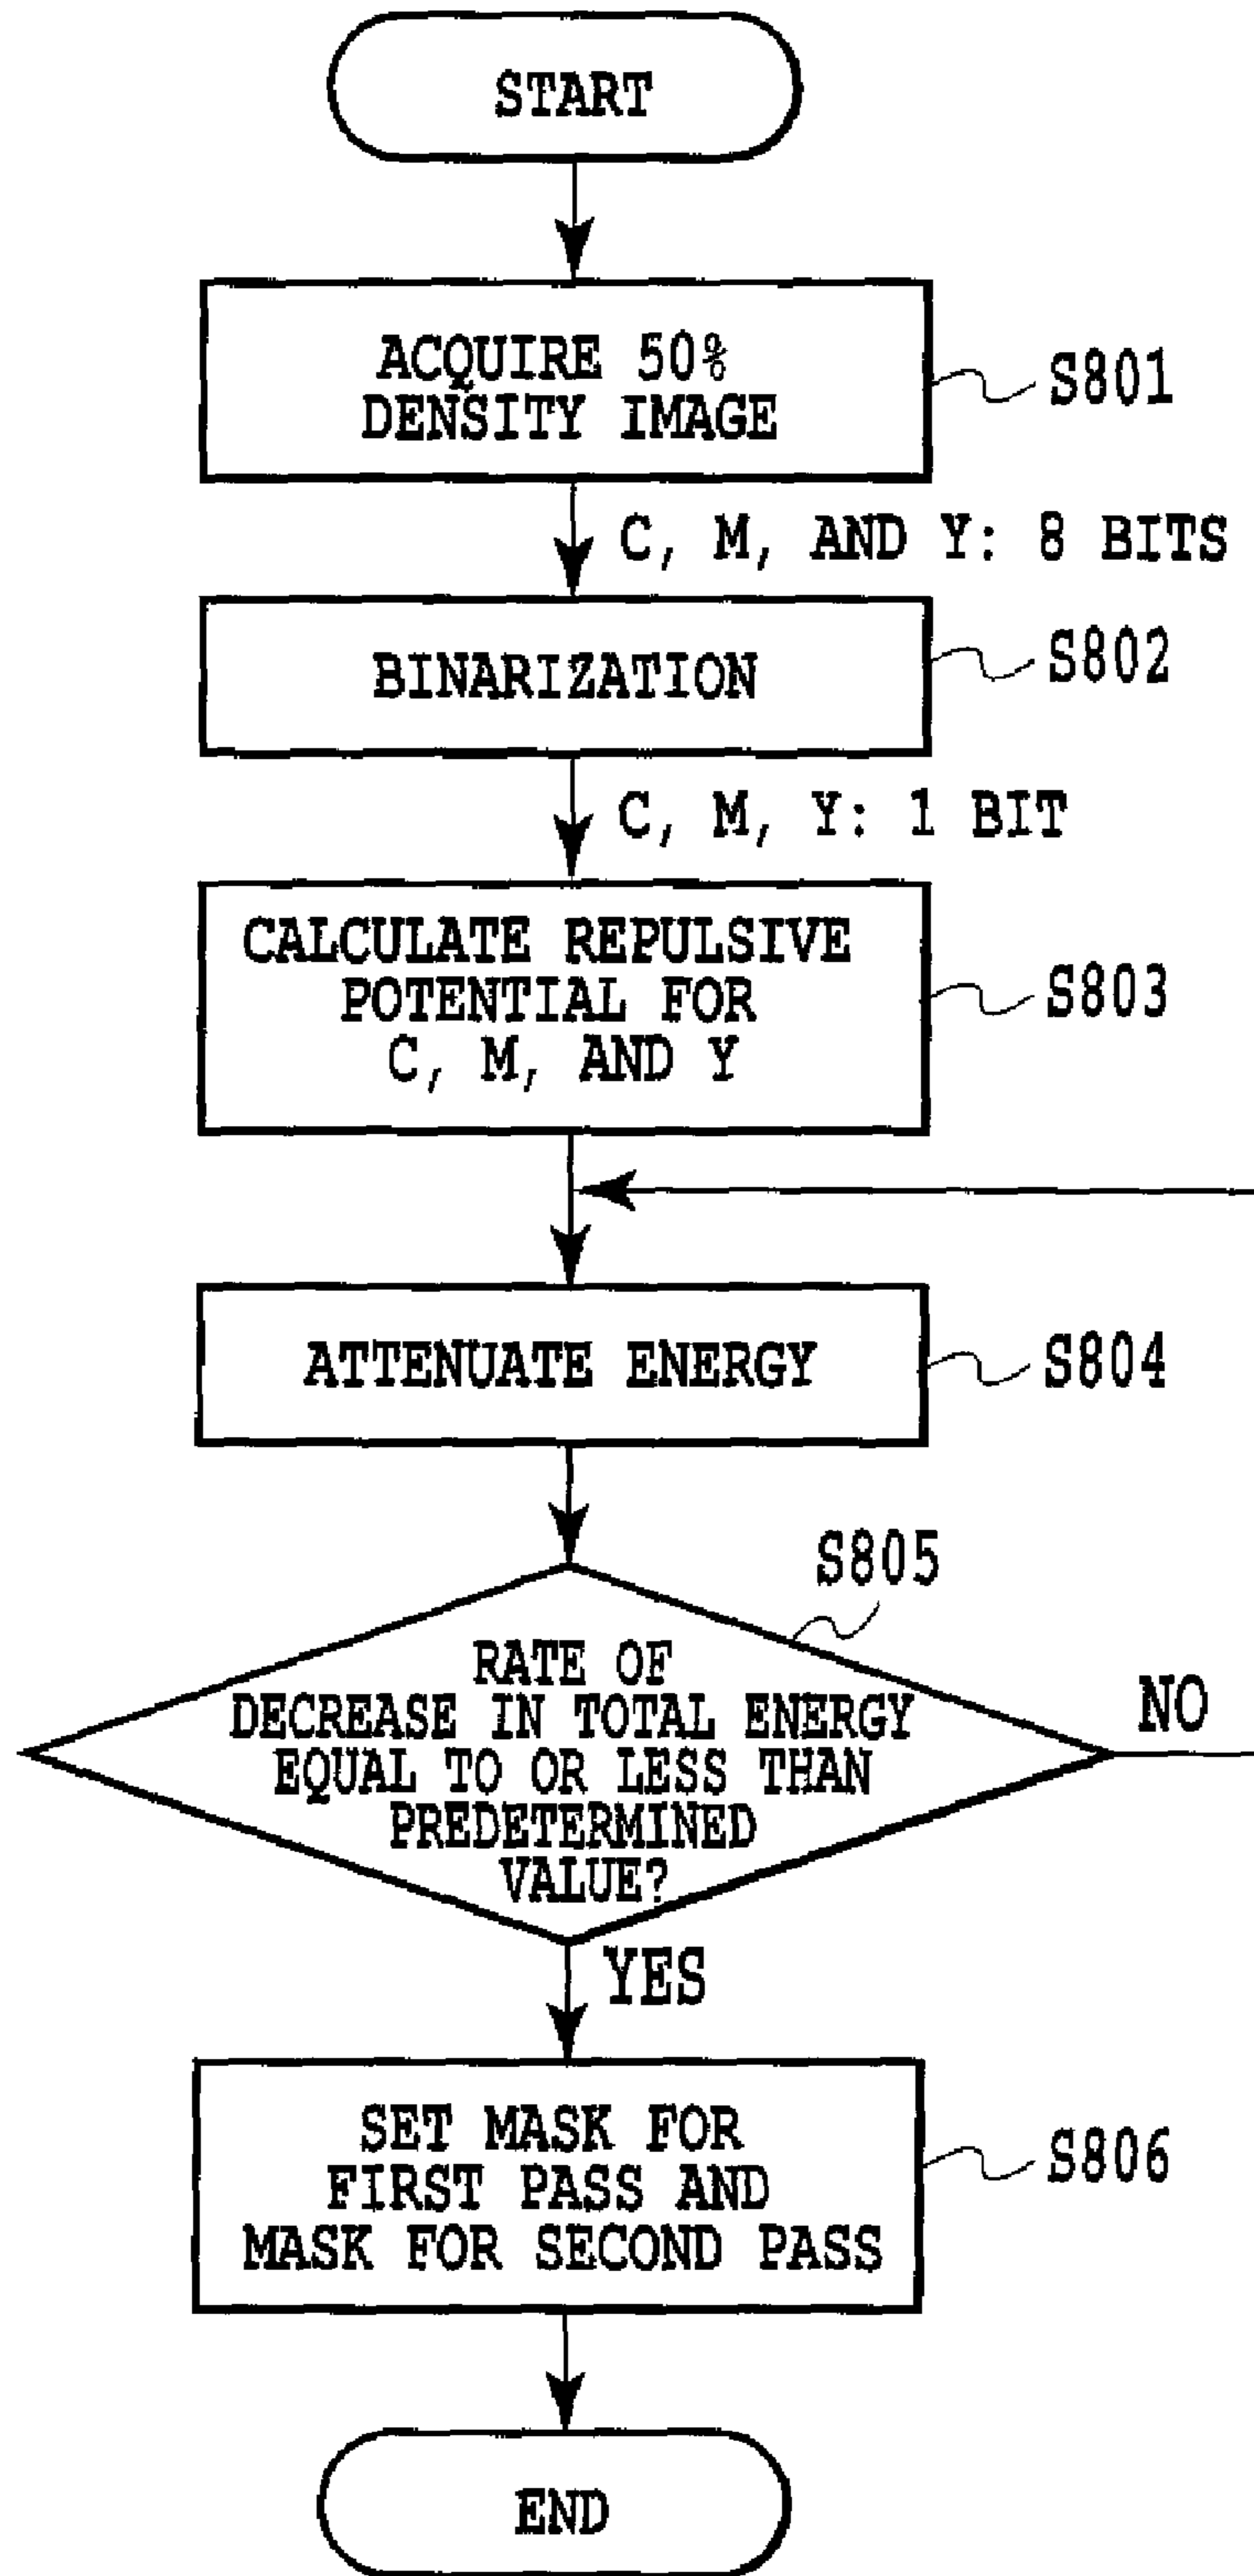 START
ACQUIRE 50%
DENSITY IMAGE
S801
C, M, AND Y: 8 BITS
BINARIZATION
S802
C, M, Y: 1 BIT
CALCULATE REPULSIVE
POTENTIAL FOR
C, M, AND Y
S803
ATTENUATE ENERGY
S804
S805
RATE OF
DECREASE IN TOTAL ENERGY
EQUAL TO OR LESS THAN
PREDETERMINED
VALUE?
NO
YES
SET MASK FOR
FIRST PASS AND
MASK FOR SECOND PASS
S806
END